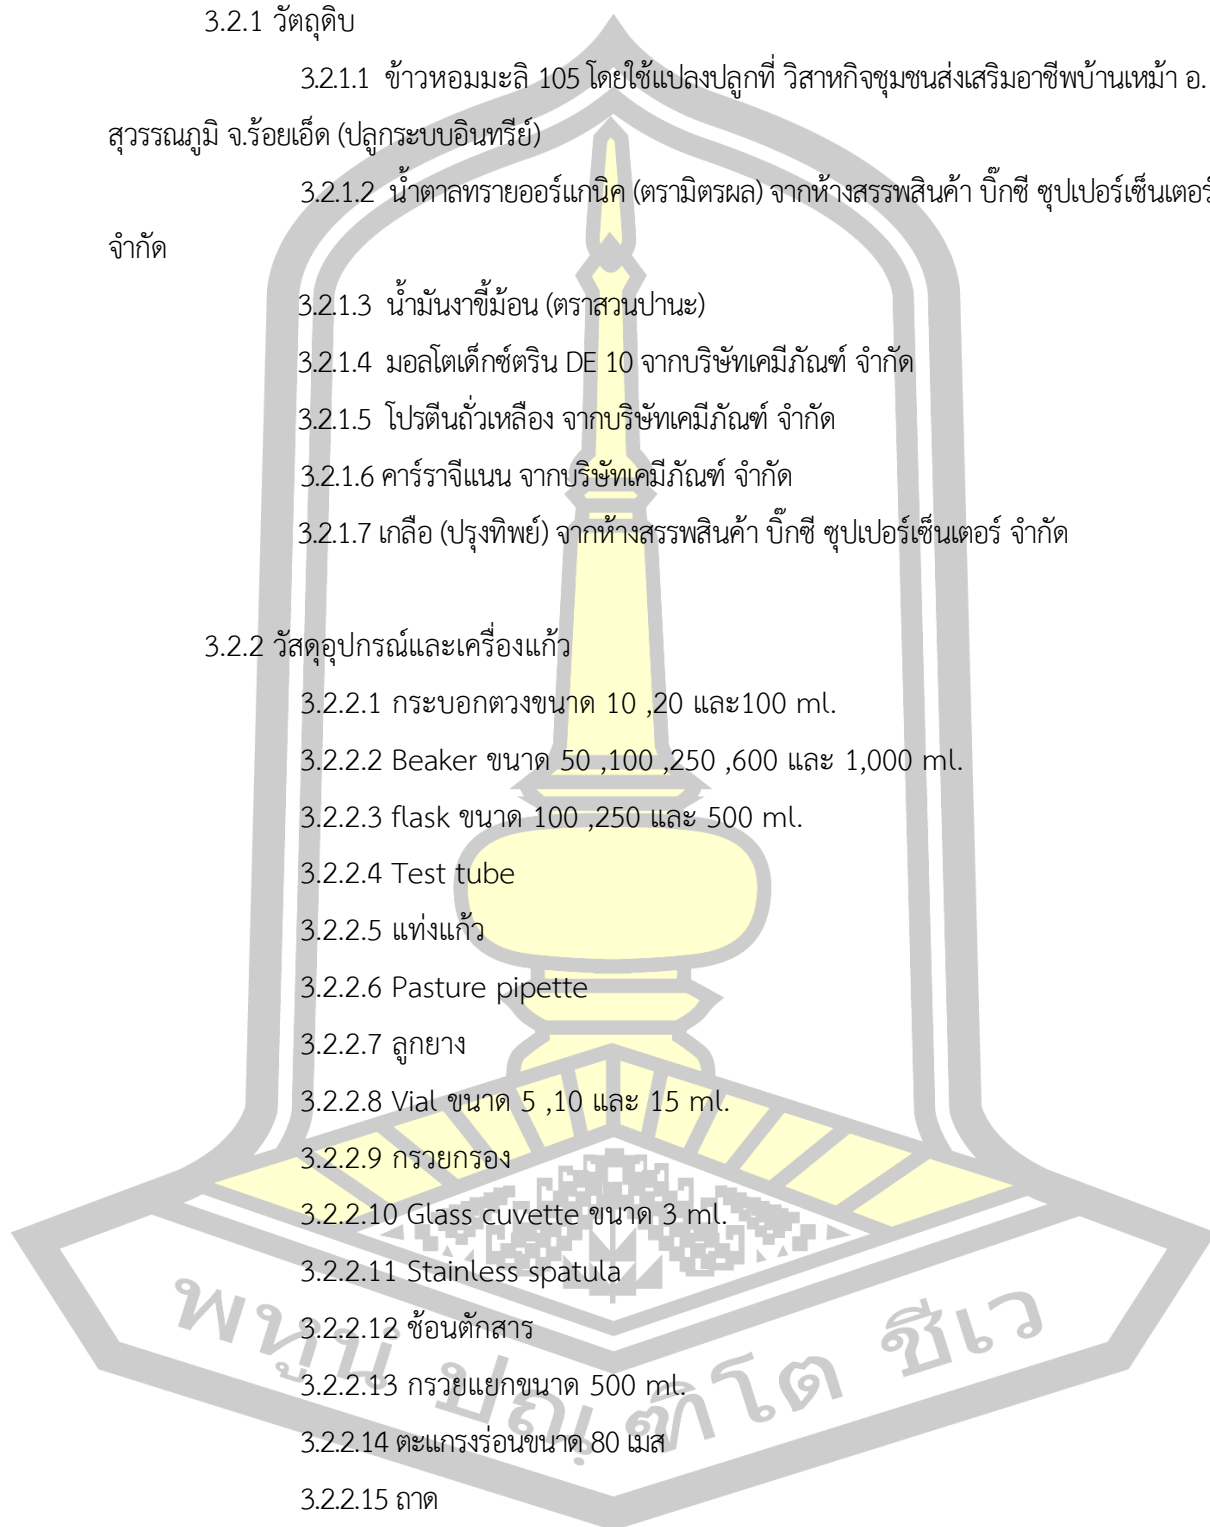 3.2.1 วัตถุดิบ
3.2.1.1 ข้าวหอมมะลิ 105 โดยใช้แปลงปลูกที่ วิสาหกิจชุมชนส่งเสริมอาชีพบ้านเหม้า อ.
สุวรรณภูมิ จ.ร้อยเอ็ด (ปลูกระบบอินทรีย์)
3.2.1.2 น้ำตาลทรายออร์แกนิค (ตรามิตรผล) จากห้างสรรพสินค้า บิ๊กซี ซุปเปอร์เซ็นเตอร์
จำกัด
3.2.1.3 น้ำมันงาขี้ม้อน (ตราสวนปานะ)
3.2.1.4 มอลโตเด็กซ์ตริน DE 10 จากบริษัทเคมีภัณฑ์ จำกัด
3.2.1.5 โปรตีนถั่วเหลือง จากบริษัทเคมีภัณฑ์ จำกัด
3.2.1.6 คาร์ราจีแนน จากบริษัทเคมีภัณฑ์ จำกัด
3.2.1.7 เกลือ (ปรุงทิพย์) จากห้างสรรพสินค้า บิ๊กซี ซุปเปอร์เซ็นเตอร์ จำกัด
3.2.2 วัสดุอุปกรณ์และเครื่องแก้ว
3.2.2.1 กระบอกตวงขนาด 10 ,20 และ100 ml.
3.2.2.2 Beaker ขนาด 50 ,100 ,250 ,600 และ 1,000 ml.
3.2.2.3 flask ขนาด 100 ,250 และ 500 ml.
3.2.2.4 Test tube
3.2.2.5 แท่งแก้ว
3.2.2.6 Pasture pipette
3.2.2.7 ลูกยาง
3.2.2.8 Vial ขนาด 5 ,10 และ 15 ml.
3.2.2.9 กรวยกรอง
3.2.2.10 Glass cuvette ขนาด 3 ml.
3.2.2.11 Stainless spatula
3.2.2.12 ช้อนตักสาร
3.2.2.13 กรวยแยกขนาด 500 ml.
3.2.2.14 ตะแกรงร่อนขนาด 80 เมส
3.2.2.15 ถาด
พหูนํ ปณฺฑิโต ชีเว